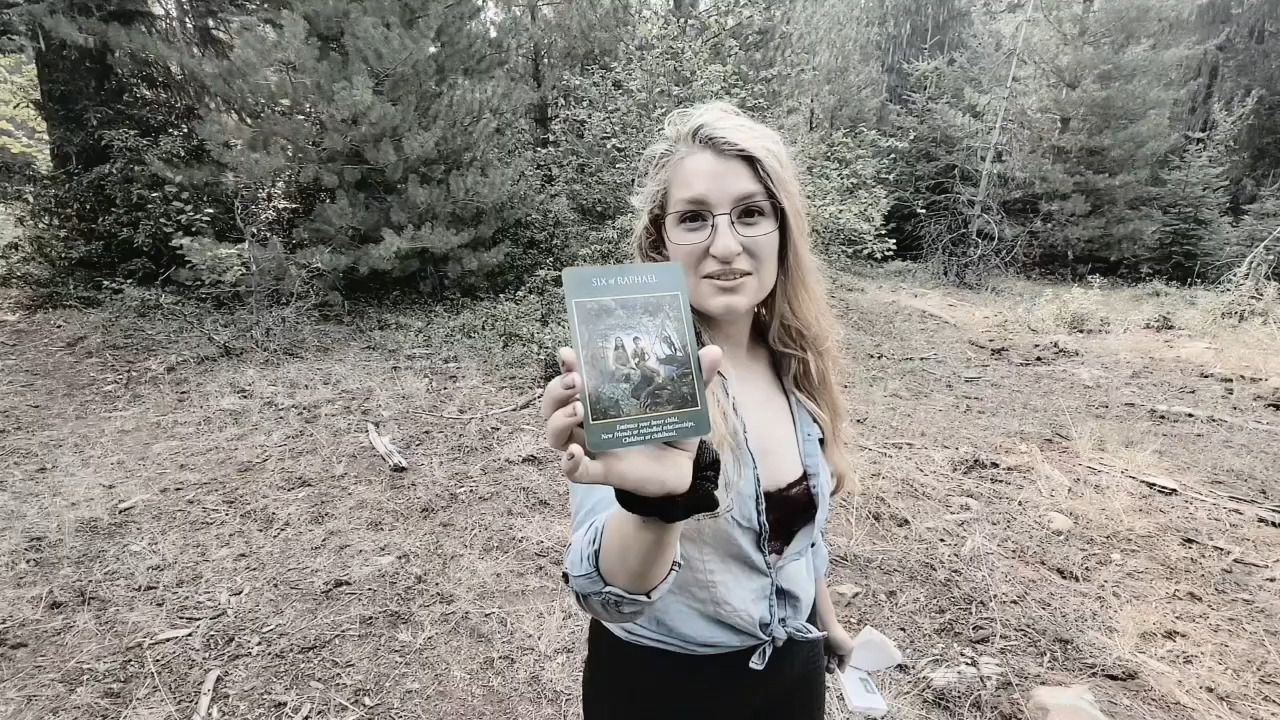 SIX of RAPHAEL
Embrace your inner child.
New friends or rekindled relationships.
Children or childhood.